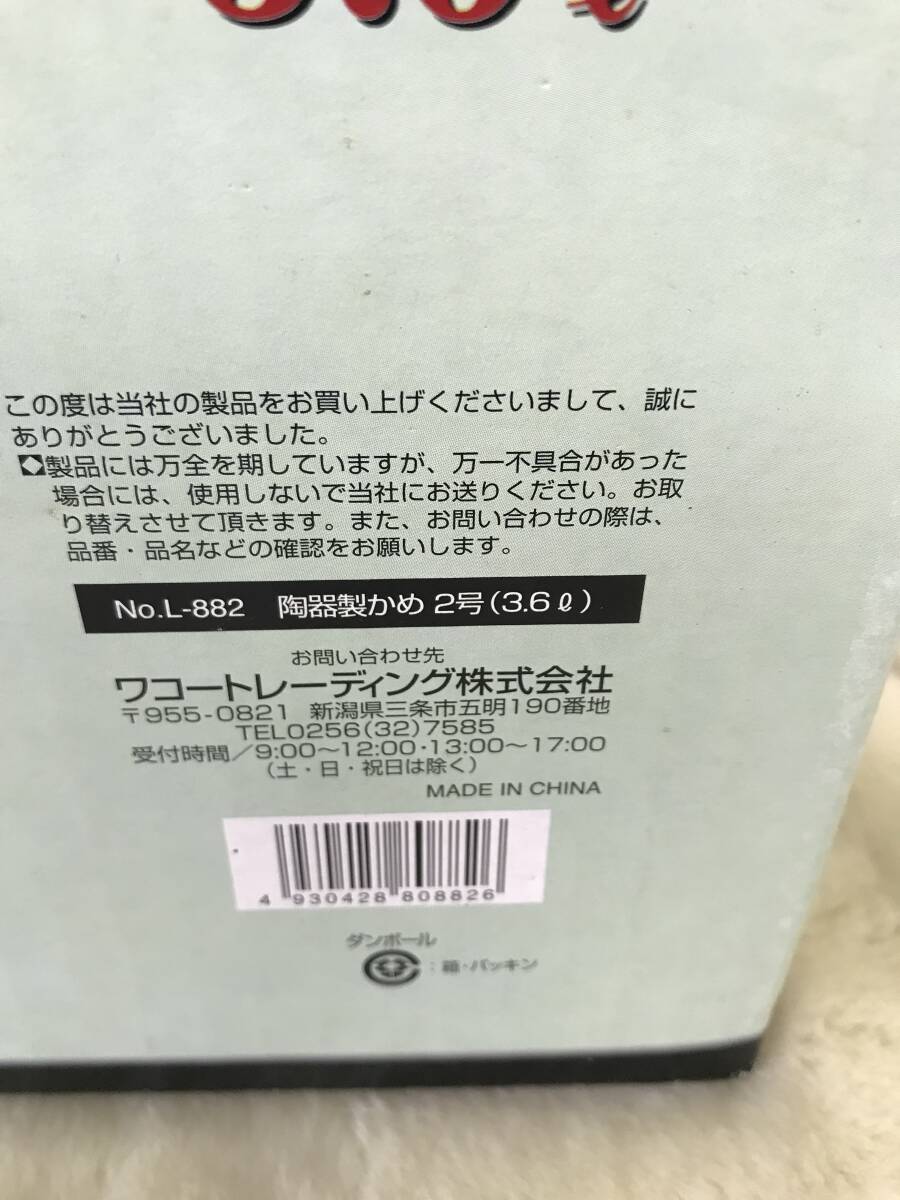 この度は当社の製品をお買い上げくださいまして、誠に
ありがとうございました。
◆製品には万全を期していますが、万一不具合があった
場合には、使用しないで当社にお送りください。お取
り替えさせて頂きます。また、お問い合わせの際は、
品番・品名などの確認をお願いします。
No.L-882 陶器製かめ 2号(3.6ℓ)
お問い合わせ先
ワコートレーディング株式会社
〒955-0821 新潟県三条市五明190番地
TEL0256(32)7585
受付時間/9:00〜12:00・13:00〜17:00
(土・日・祝日は除く)
MADE IN CHINA
4 930428 808826
ダンボール
:箱・パッキン